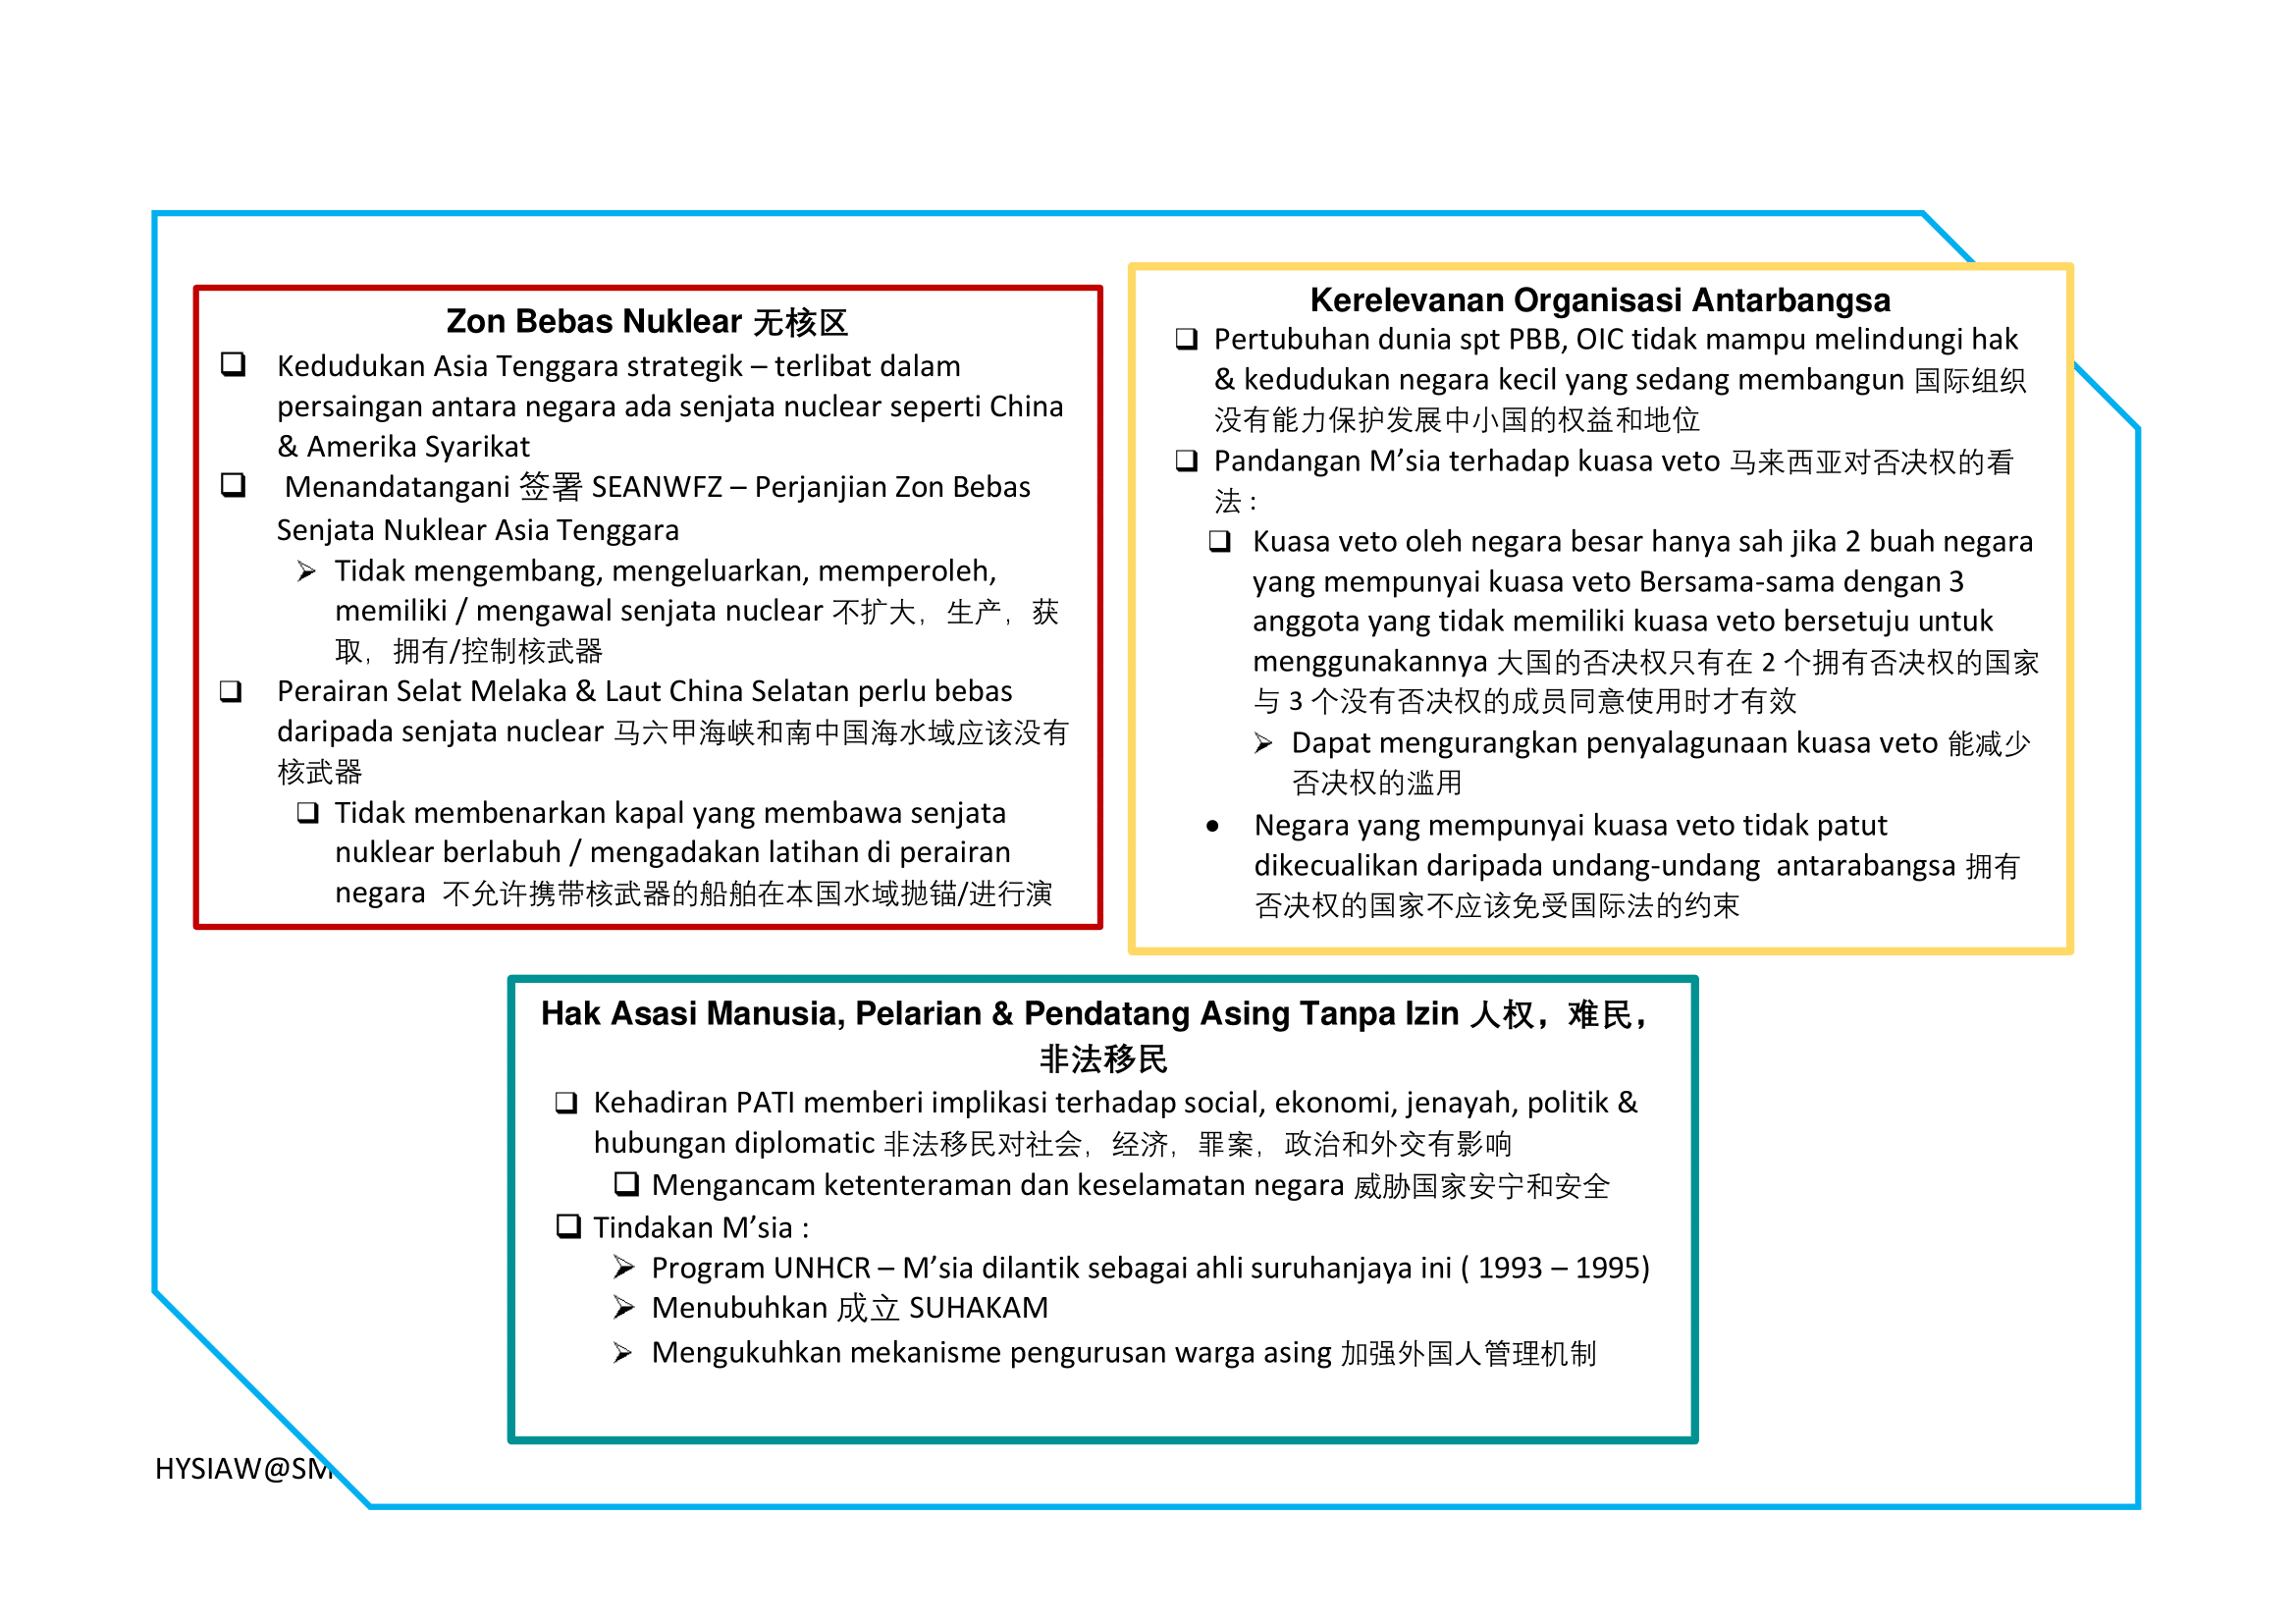 Zon Bebas Nuklear 无核区
❑ Kedudukan Asia Tenggara strategik – terlibat dalam
persaingan antara negara ada senjata nuclear seperti China
& Amerika Syarikat
❑ Menandatangani 签署 SEANWFZ – Perjanjian Zon Bebas
Senjata Nuklear Asia Tenggara
➢ Tidak mengembang, mengeluarkan, memperoleh,
memiliki / mengawal senjata nuclear 不扩大，生产，获
取，拥有/控制核武器
❑ Perairan Selat Melaka & Laut China Selatan perlu bebas
daripada senjata nuclear 马六甲海峡和南中国海水域应该没有
核武器
❑ Tidak membenarkan kapal yang membawa senjata
nuklear berlabuh / mengadakan latihan di perairan
negara 不允许携带核武器的船舶在本国水域抛锚/进行演
Kerelevanan Organisasi Antarbangsa
❑ Pertubuhan dunia spt PBB, OIC tidak mampu melindungi hak
& kedudukan negara kecil yang sedang membangun 国际组织
没有能力保护发展中小国的权益和地位
❑ Pandangan M’sia terhadap kuasa veto 马来西亚对否决权的看
法 :
❑ Kuasa veto oleh negara besar hanya sah jika 2 buah negara
yang mempunyai kuasa veto Bersama-sama dengan 3
anggota yang tidak memiliki kuasa veto bersetuju untuk
menggunakannya 大国的否决权只有在 2 个拥有否决权的国家
与 3 个没有否决权的成员同意使用时才有效
➢ Dapat mengurangkan penyalagunaan kuasa veto 能减少
否决权的滥用
• Negara yang mempunyai kuasa veto tidak patut
dikecualikan daripada undang-undang antarabangsa 拥有
否决权的国家不应该免受国际法的约束
Hak Asasi Manusia, Pelarian & Pendatang Asing Tanpa Izin 人权，难民，
非法移民
❑ Kehadiran PATI memberi implikasi terhadap social, ekonomi, jenayah, politik &
hubungan diplomatic 非法移民对社会，经济，罪案，政治和外交有影响
❑ Mengancam ketenteraman dan keselamatan negara 威胁国家安宁和安全
❑ Tindakan M’sia :
➢ Program UNHCR – M’sia dilantik sebagai ahli suruhanjaya ini ( 1993 – 1995)
➢ Menubuhkan 成立 SUHAKAM
➢ Mengukuhkan mekanisme pengurusan warga asing 加强外国人管理机制
HYSIAW@SM